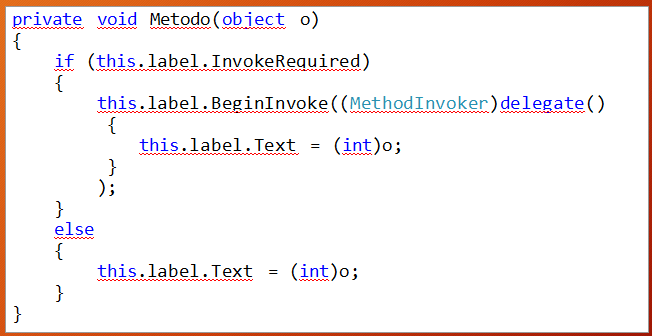 private void Metodo(object o)
{
    if (this.label.InvokeRequired)
    {
        this.label.BeginInvoke((MethodInvoker)delegate()
         {
            this.label.Text = (int)o;
         }
        );
    }
    else
    {
        this.label.Text = (int)o;
    }
}